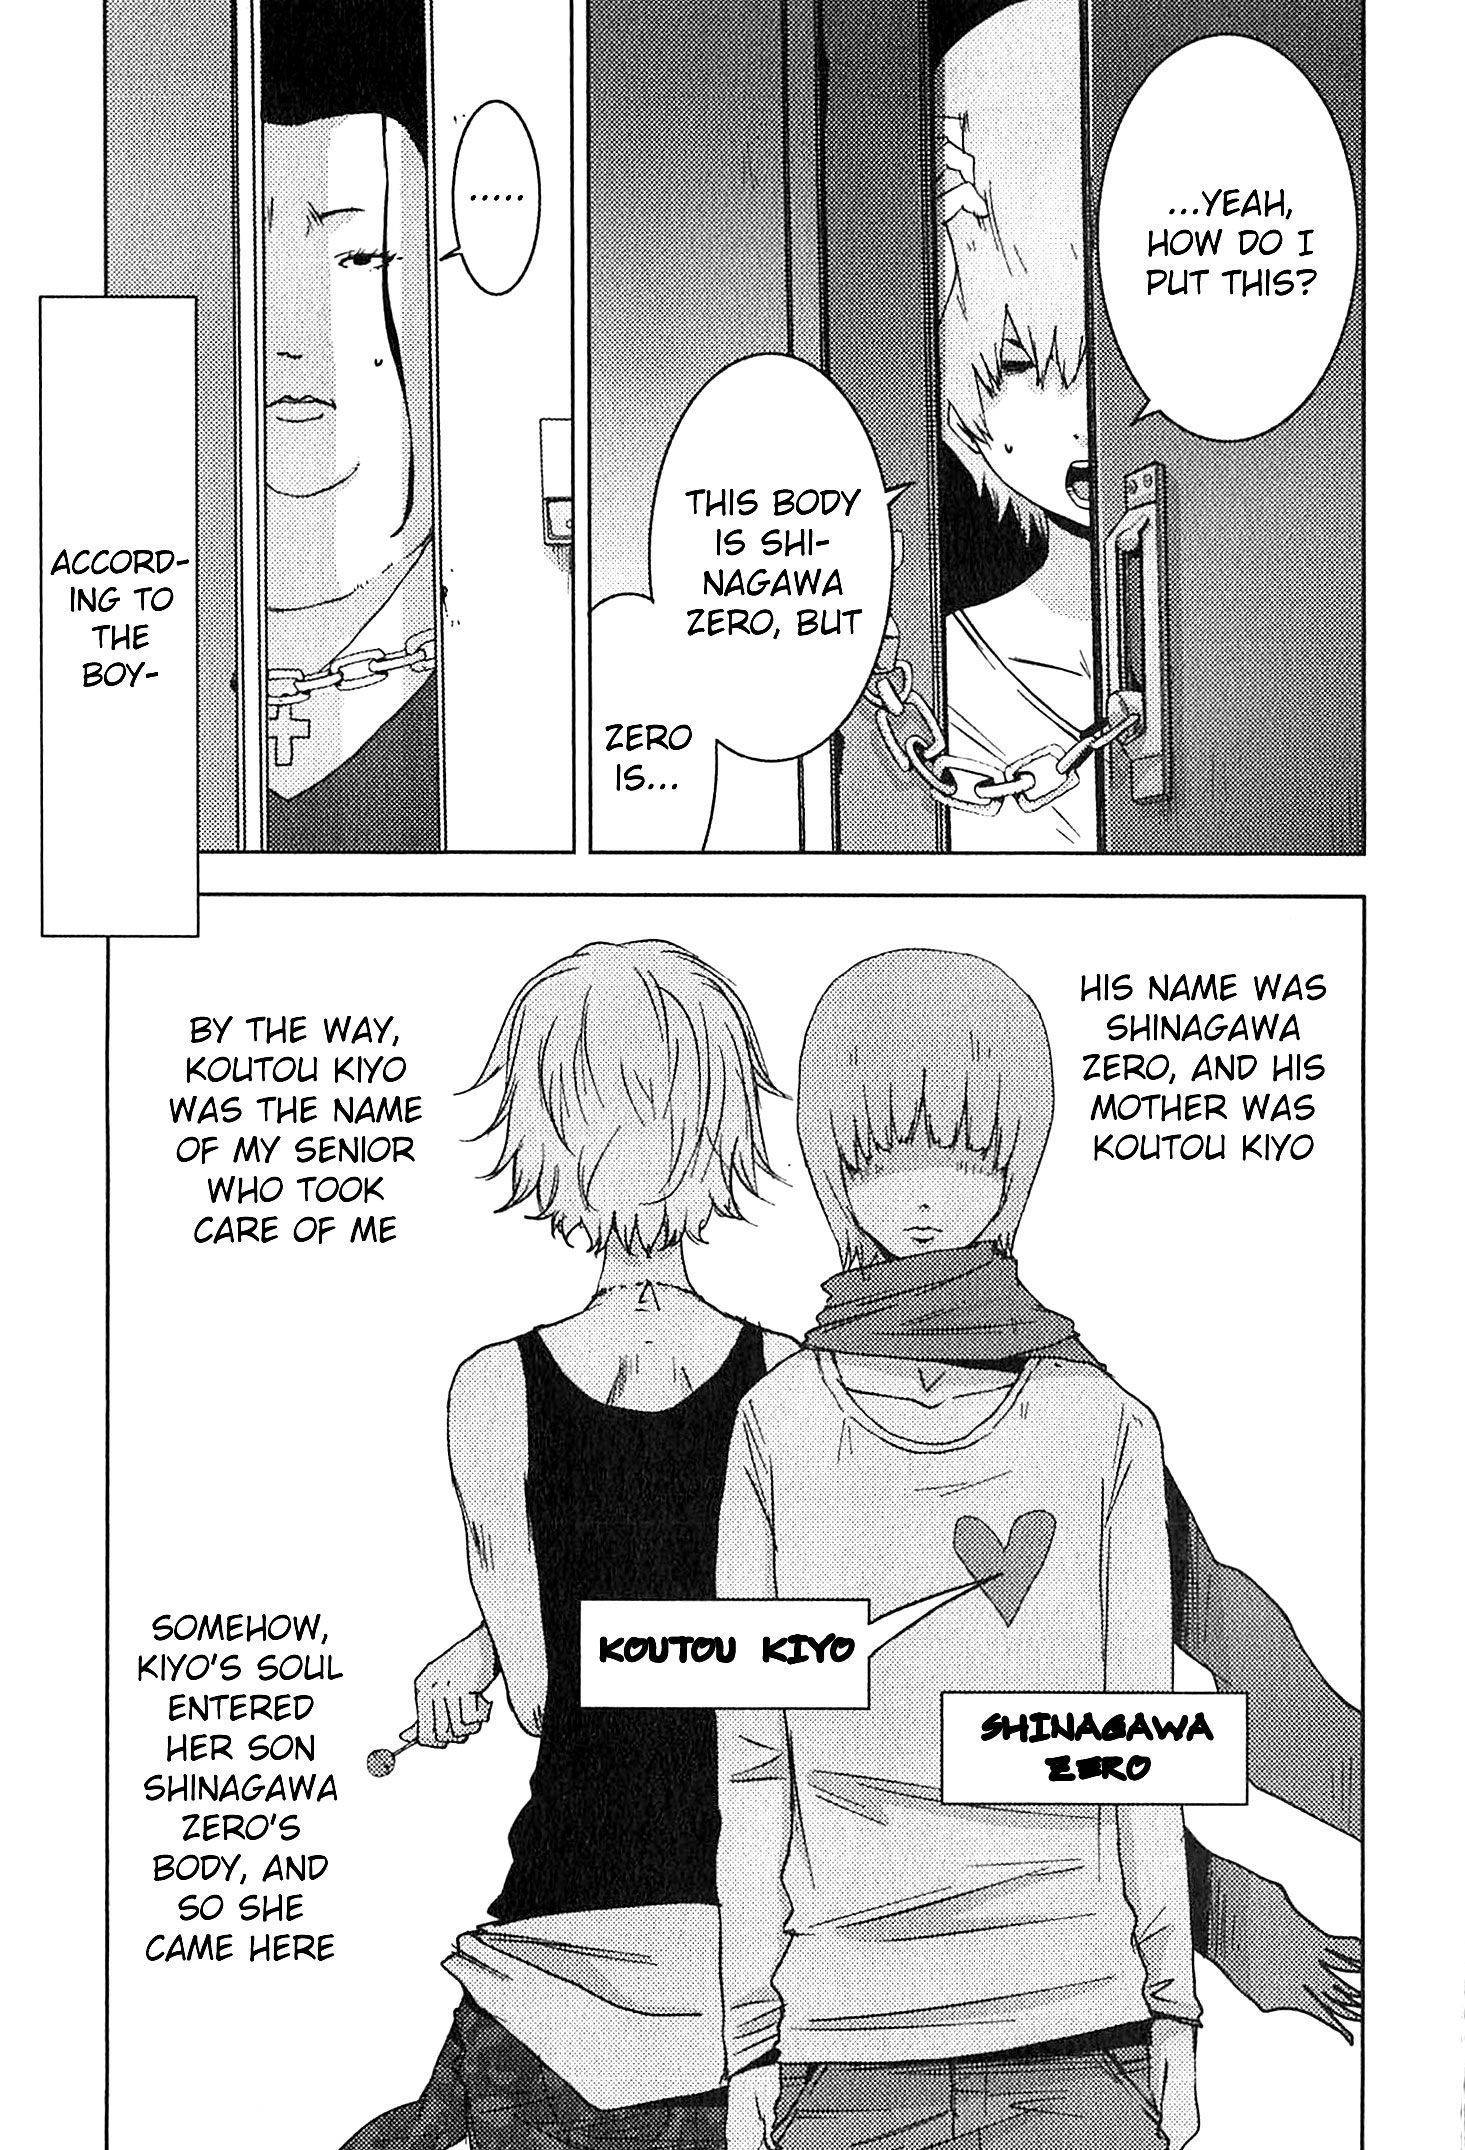 ...YEAH,
HOW DO I
PUT THIS?
THIS BODY
IS SHI-
NAGAWA
ZERO, BUT
ZERO
IS...
.....
ACCORD-
ING TO
THE
BOY-
HIS NAME WAS
SHINAGAWA
ZERO, AND HIS
MOTHER WAS
KOUTOU KIYO
BY THE WAY,
KOUTOU KIYO
WAS THE NAME
OF MY SENIOR
WHO TOOK
CARE OF ME
KOUTOU KIYO
SHINAGAWA
ZERO
SOMEHOW,
KIYO'S SOUL
ENTERED
HER SON
SHINAGAWA
ZERO'S
BODY, AND
SO SHE
CAME HERE